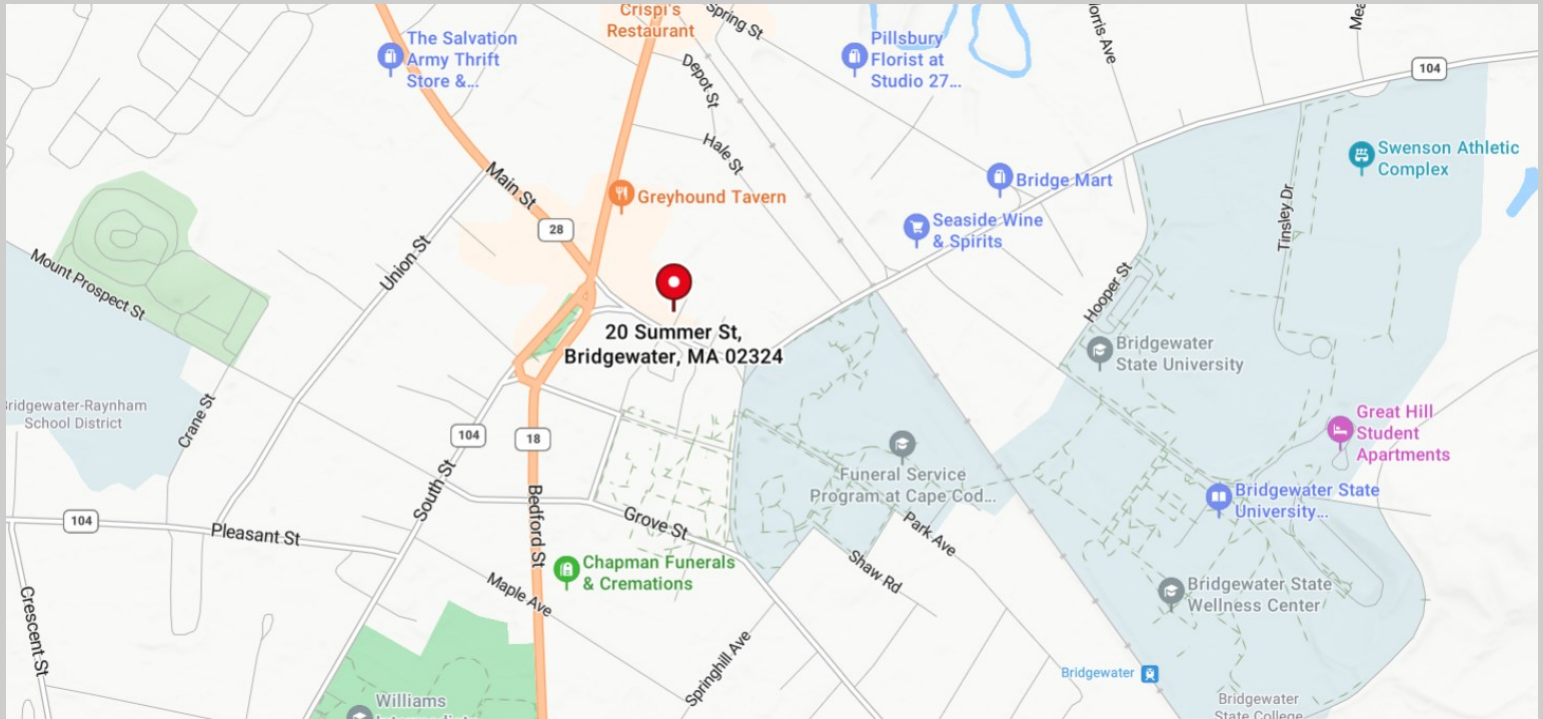 Crispi's
Restaurant
Spring St
orris Ave
Mea
The Salvation
Army Thrift
Store &...
Pillsbury
Florist at
Studio 27...
Depot St
104
Hale St
Swenson Athletic
Complex
Main St
Greyhound Tavern
Bridge Mart
Tinsley Dr
28
Seaside Wine
& Spirits
Union St
Mount Prospect St
Hooper St
20 Summer St,
Bridgewater, MA 02324
Bridgewater
State University
Bridgewater-Raynham
School District
Crane St
104
18
Great Hill
Student
Apartments
Funeral Service
Program at Cape Cod...
South St
Bedford St
Bridgewater State
University...
104
Pleasant St
Grove St
Park Ave
Chapman Funerals
& Cremations
Shaw Rd
Maple Ave
Bridgewater State
Wellness Center
Crescent St
Springhill Ave
Bridgewater
Williams
Intermediate
Bridgewater
State College